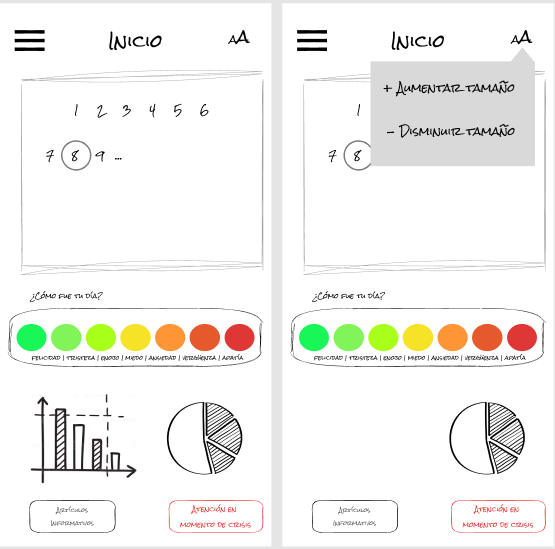 Inicio
AA
1 2 3 4 5 6
7 8 9 ...
¿Cómo fue tu día?
Felicidad | Tristeza | Enojo | Miedo | Ansiedad | Vergüenza | Apatía
Artículos
Informativos
Atención en
momento de crisis
Inicio
AA
+ Aumentar tamaño
- Disminuir tamaño
1
7 8
¿Cómo fue tu día?
Felicidad | Tristeza | Enojo | Miedo | Ansiedad | Vergüenza | Apatía
Artículos
Informativos
Atención en
momento de crisis